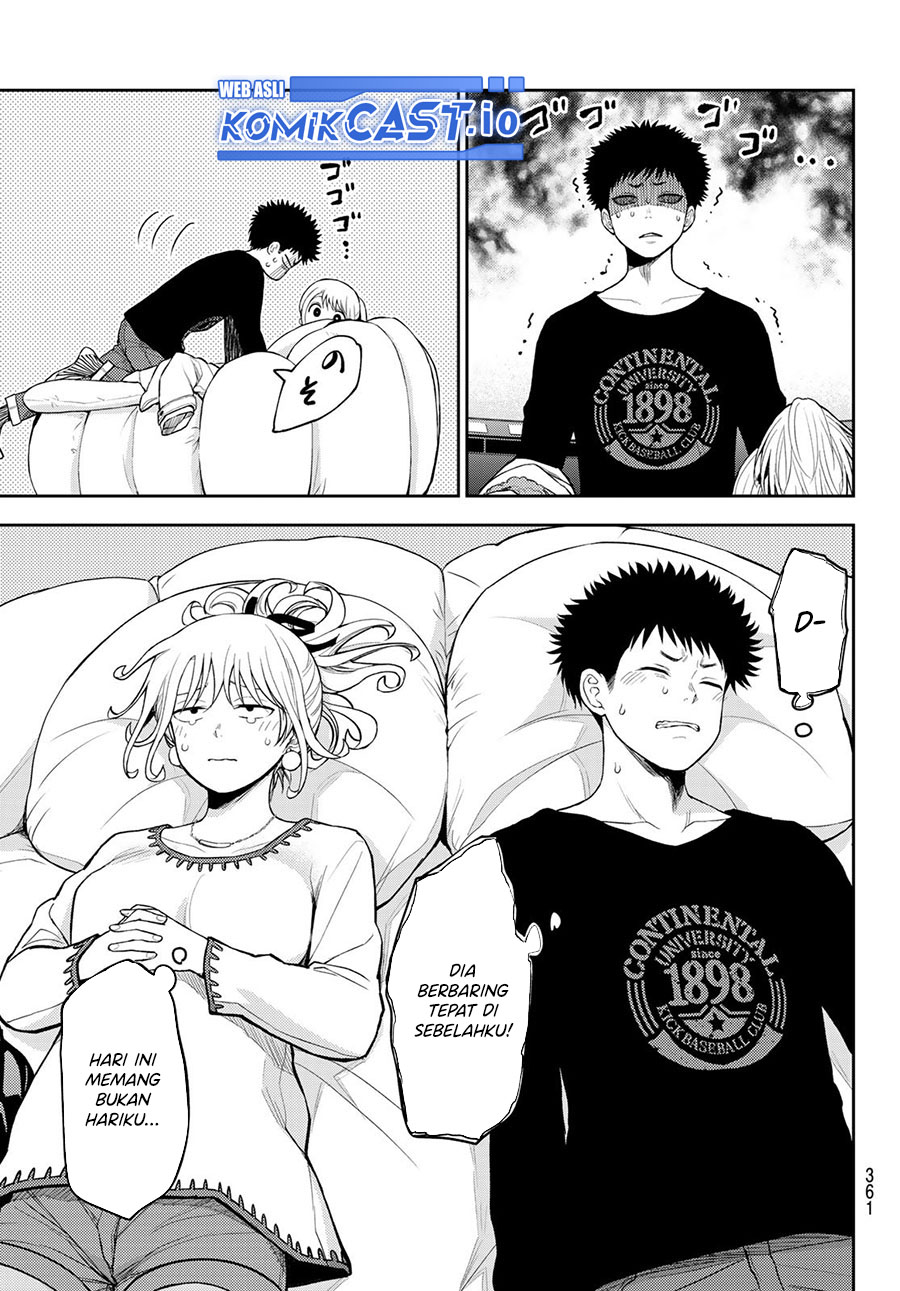 WEB ASLI
KOMIKCAST.io
ゴ
ゴ
ゴ
ゴ
...
CONTINENTAL
UNIVERSITY
since
1898
KICK BASEBALL CLUB
ゴ
ゴ
ゴ
...
のそ
D-
CONTINENTAL
UNIVERSITY
since
1898
KICK BASEBALL CLUB
DIA
BERBARING
TEPAT DI
SEBELAHKU!
HARI INI
MEMANG
BUKAN
HARIKU...
361